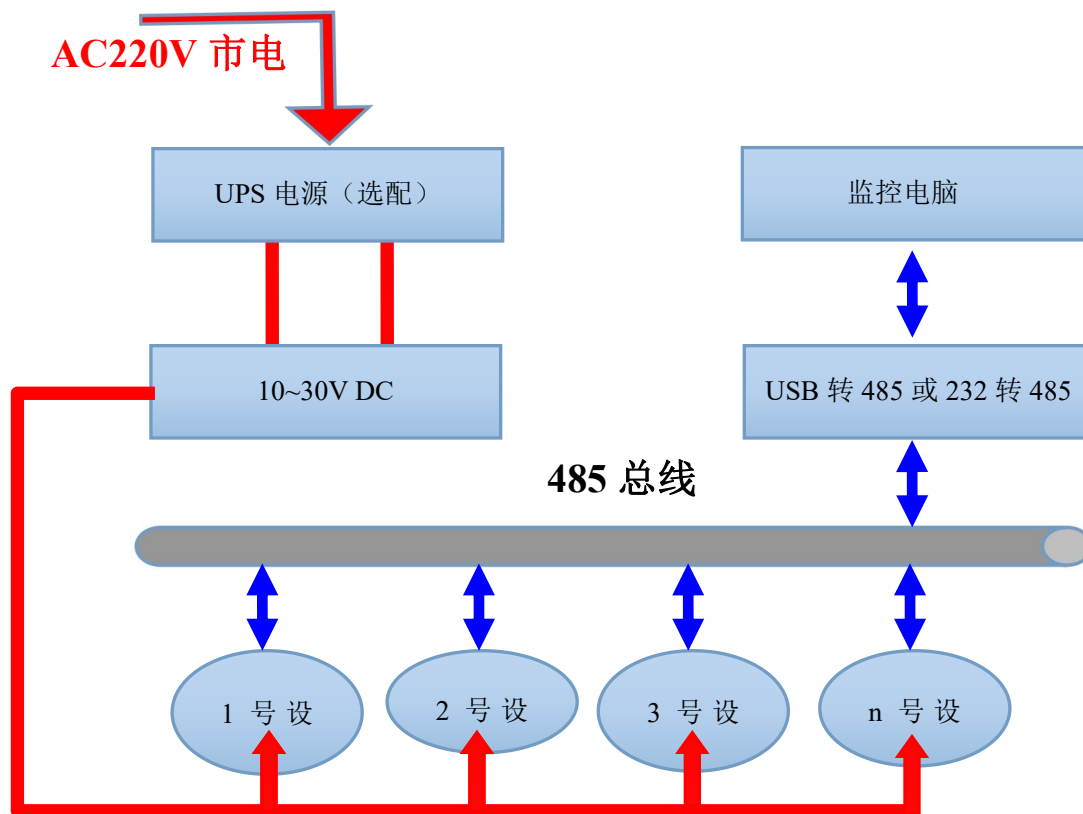 AC220V 市电
UPS 电源（选配）
监控电脑
10~30V DC
USB 转 485 或 232 转 485
485 总线
1 号 设
2 号 设
3 号 设
n 号 设